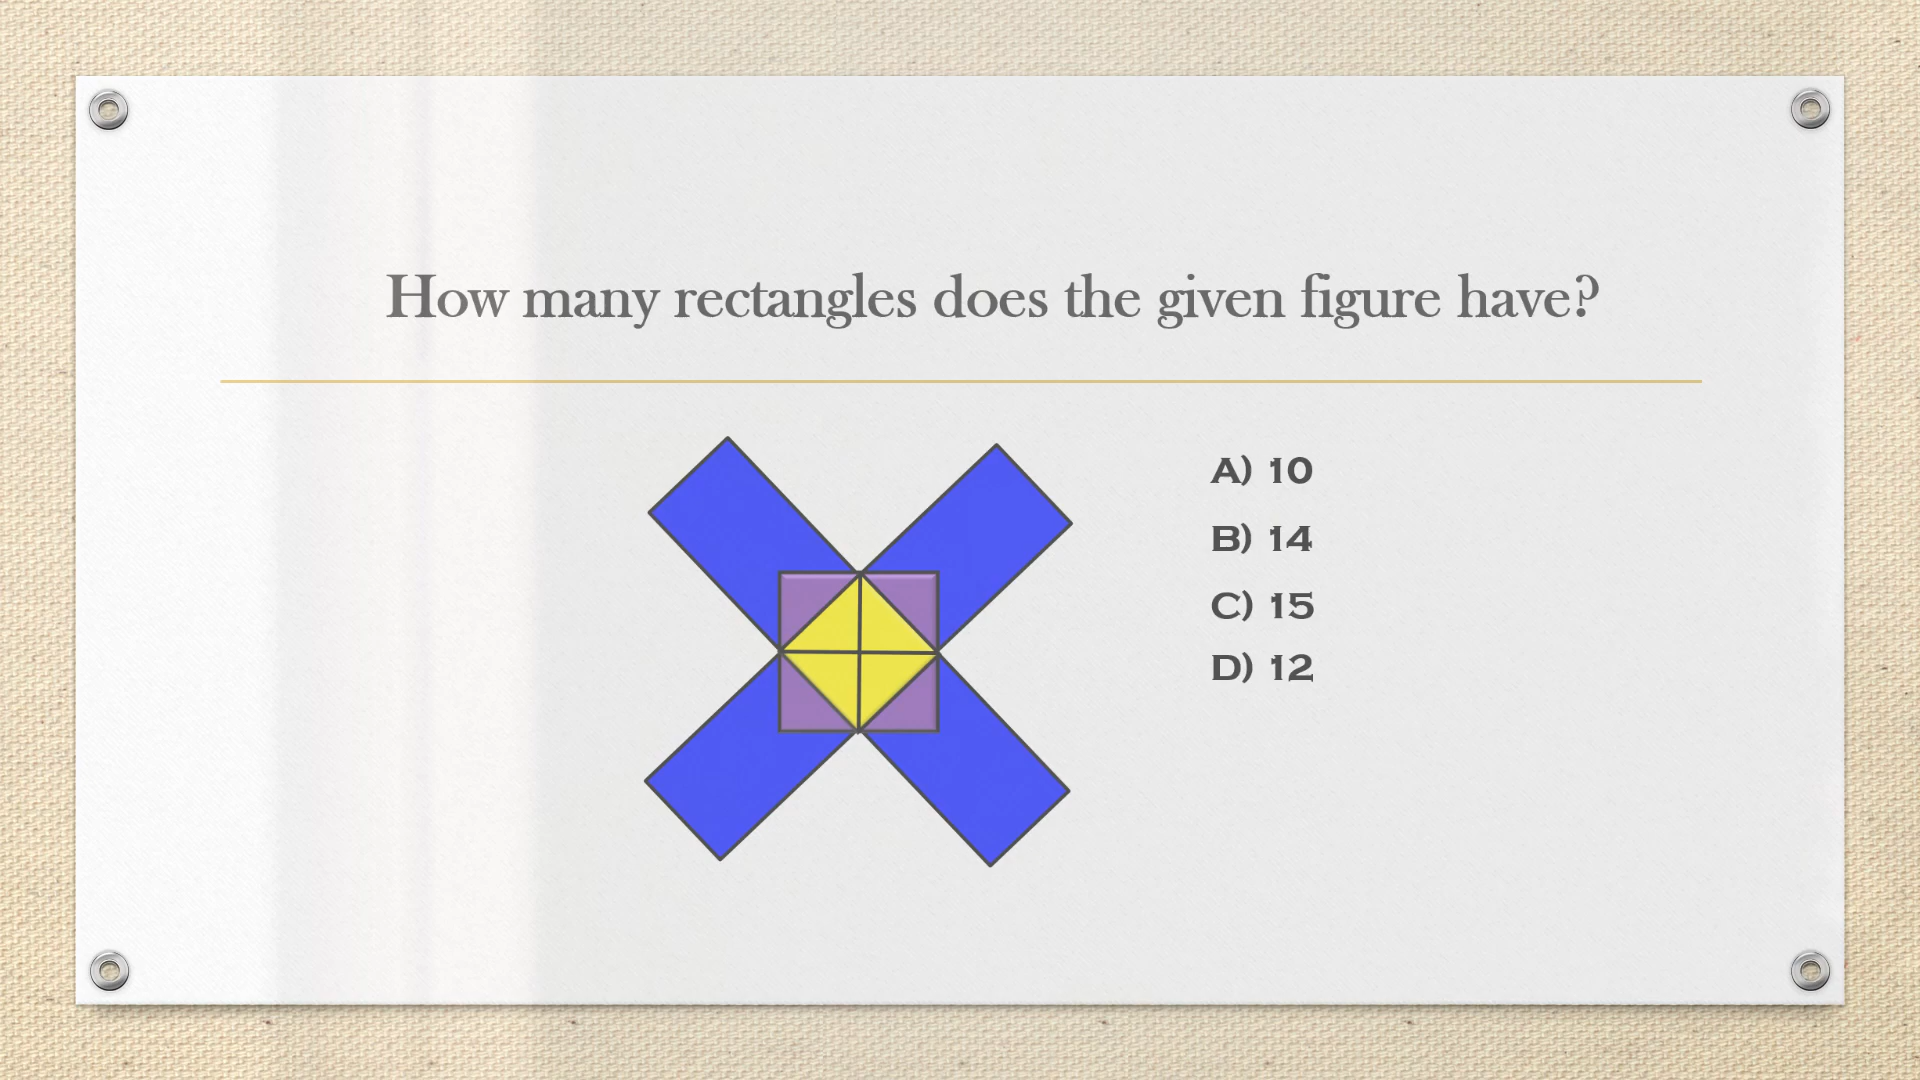 How many rectangles does the given figure have?
A) 10
B) 14
C) 15
D) 12